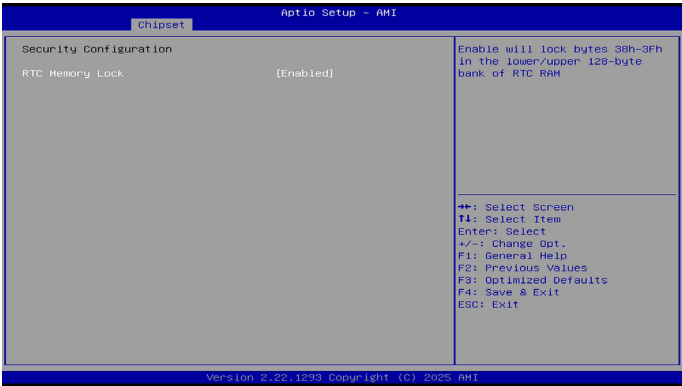 Aptio Setup - AMI
Chipset
Security Configuration
RTC Memory Lock [Enabled]
Enable will lock bytes 38h-3Fh
in the lower/upper 128-byte
bank of RTC RAM
→←: Select Screen
↑↓: Select Item
Enter: Select
+/-: Change Opt.
F1: General Help
F2: Previous Values
F3: Optimized Defaults
F4: Save & Exit
ESC: Exit
Version 2.22.1293 Copyright (C) 2025 AMI